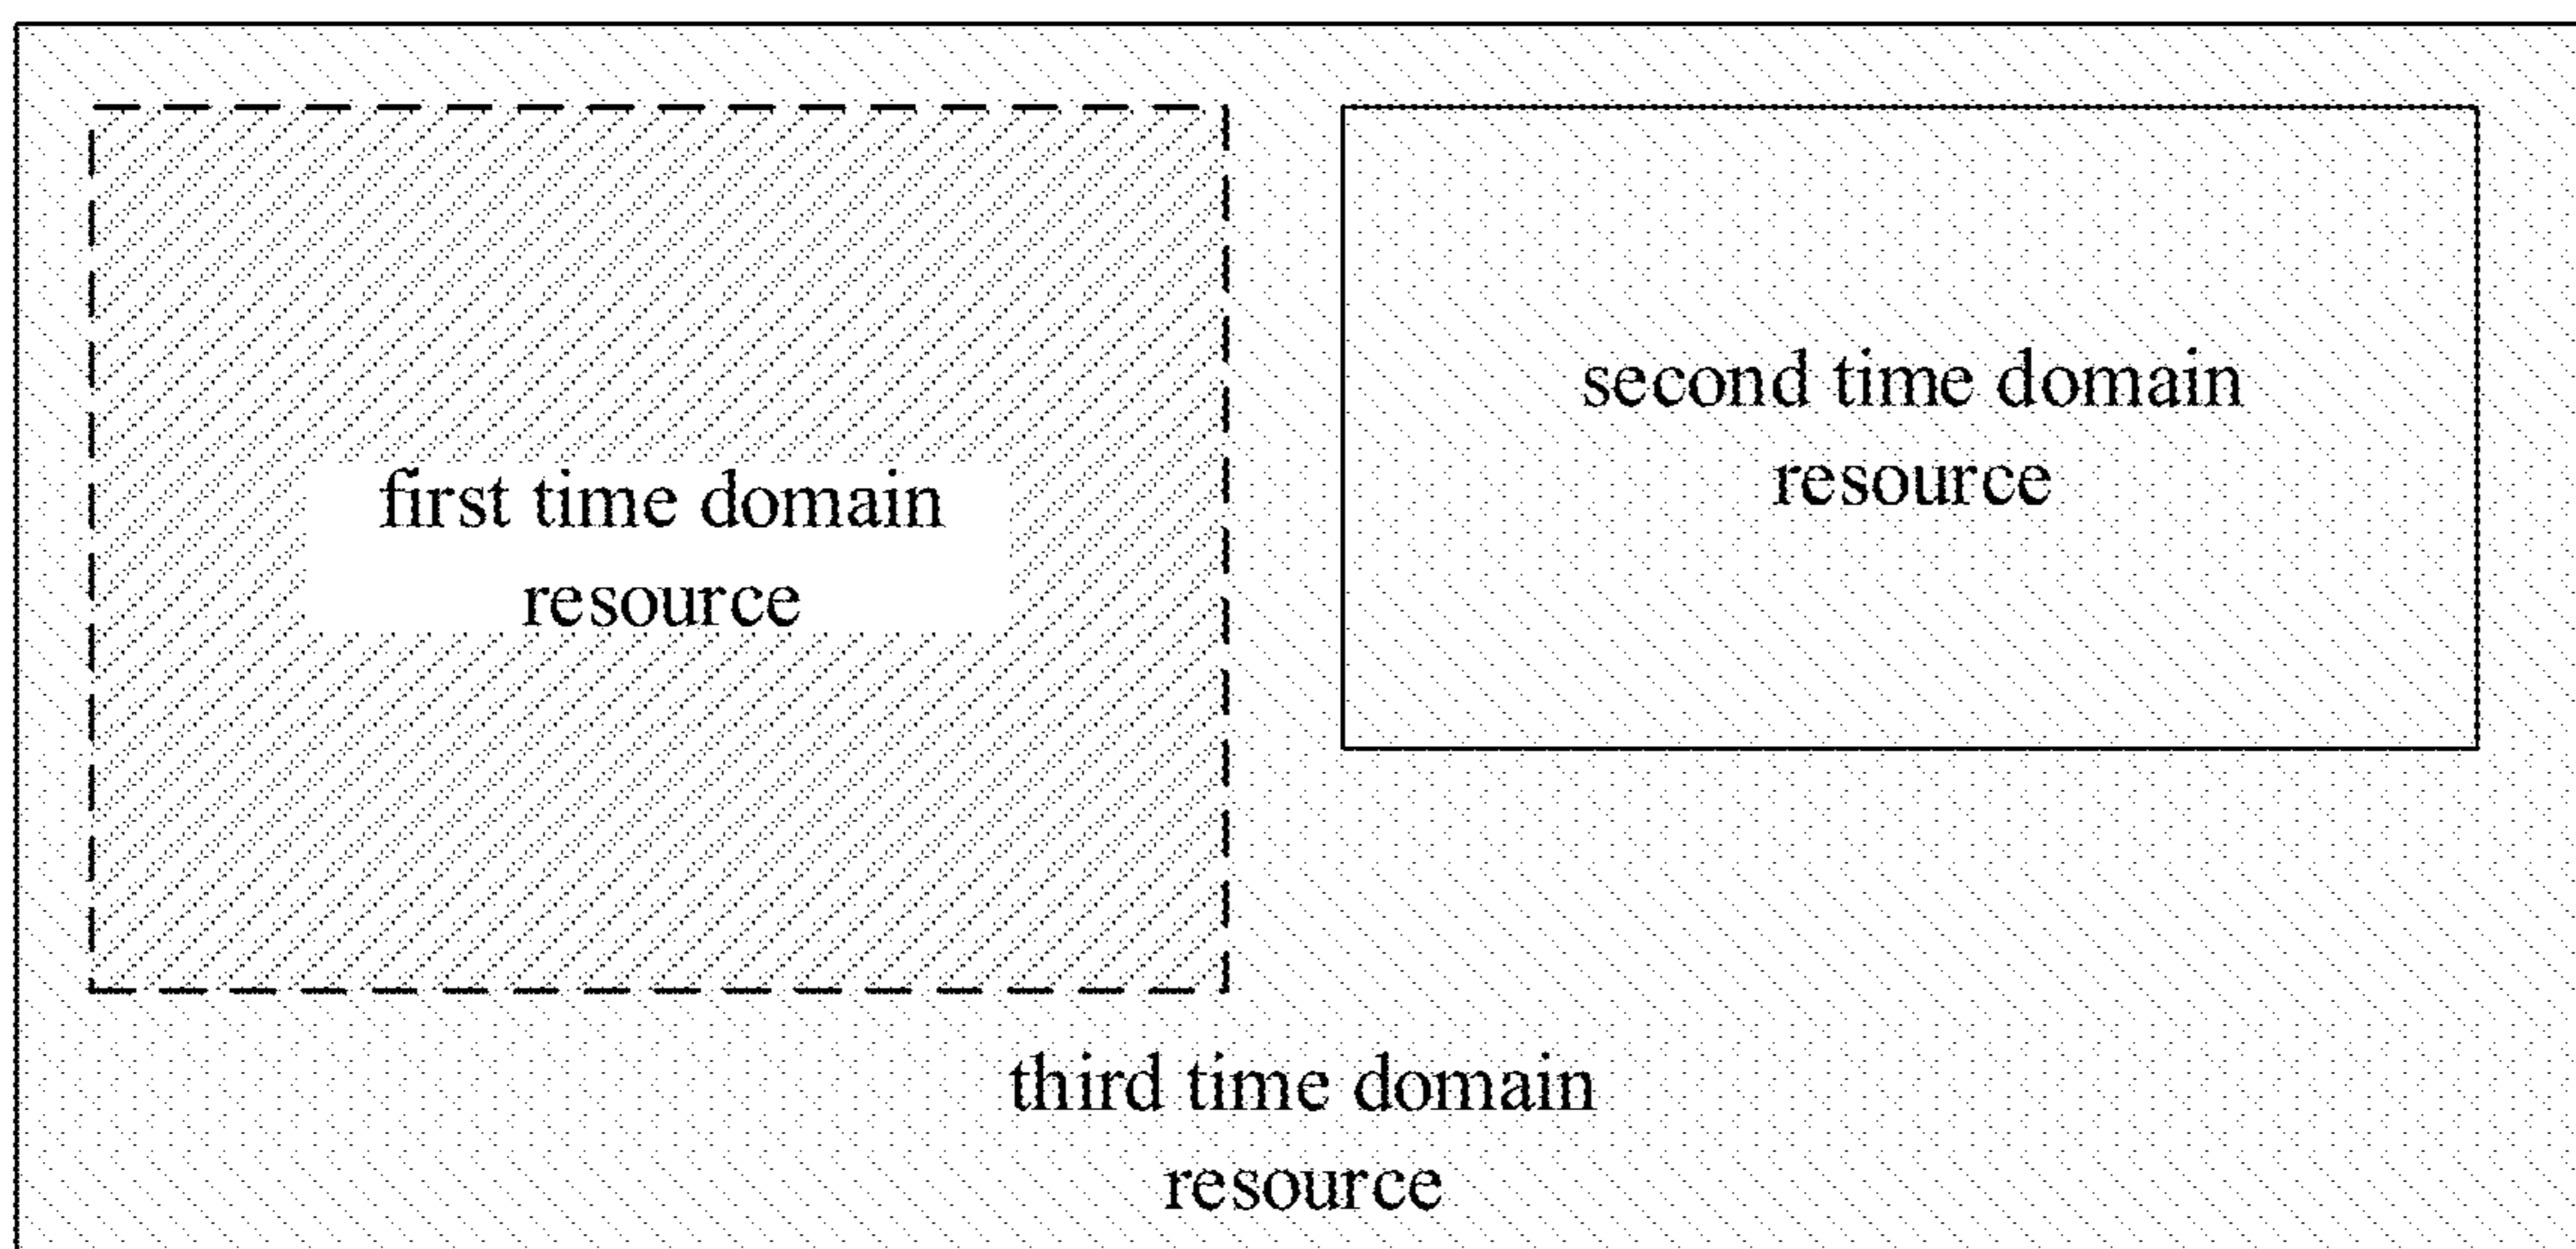 first time domain
resource
second time domain
resource
third time domain
resource